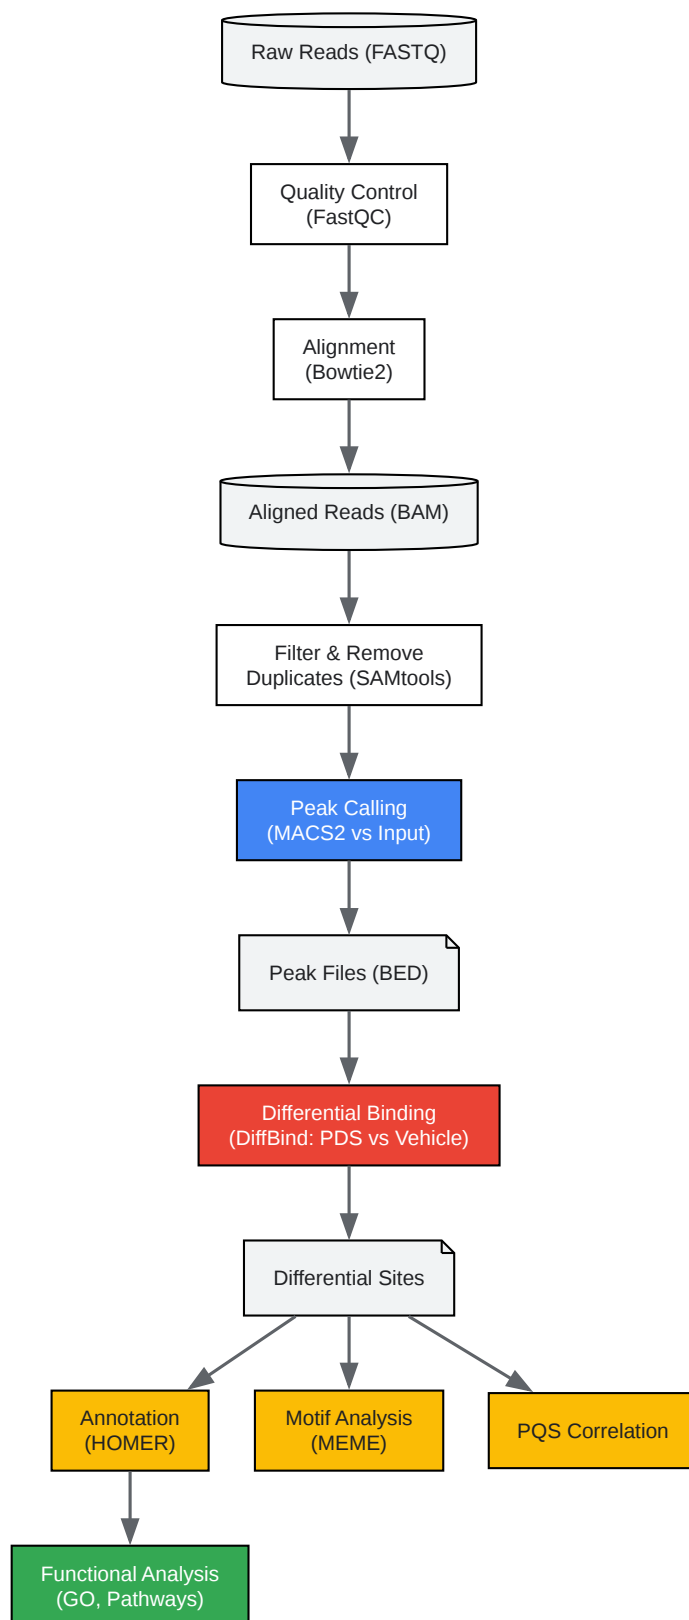 Raw Reads (FASTQ)
Quality Control
(FastQC)
Alignment
(Bowtie2)
Aligned Reads (BAM)
Filter & Remove
Duplicates (SAMtools)
Peak Calling
(MACS2 vs Input)
Peak Files (BED)
Differential Binding
(DiffBind: PDS vs Vehicle)
Differential Sites
Annotation
(HOMER)
Motif Analysis
(MEME)
PQS Correlation
Functional Analysis
(GO, Pathways)